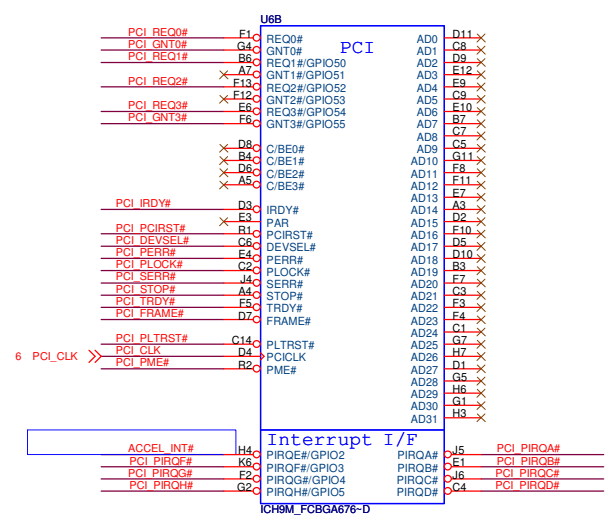 U6B
PCI
PCI_REQ0# F1 REQ0# AD0 D11
PCI_GNT0# G4 GNT0# AD1 C8
PCI_REQ1# B6 REQ1#/GPIO50 AD2 D9
A7 GNT1#/GPIO51 AD3 E12
PCI_REQ2# F13 REQ2#/GPIO52 AD4 E9
F12 GNT2#/GPIO53 AD5 C9
PCI_REQ3# E6 REQ3#/GPIO54 AD6 E10
PCI_GNT3# F6 GNT3#/GPIO55 AD7 B7
AD8 C7
D8 C/BE0# AD9 C5
B4 C/BE1# AD10 G11
D6 C/BE2# AD11 F8
A5 C/BE3# AD12 F11
AD13 E7
PCI_IRDY# D3 IRDY# AD14 A3
E3 PAR AD15 D2
PCI_PCIRST# R1 PCIRST# AD16 F10
PCI_DEVSEL# C6 DEVSEL# AD17 D5
PCI_PERR# E4 PERR# AD18 D10
PCI_PLOCK# C2 PLOCK# AD19 B3
PCI_SERR# J4 SERR# AD20 F7
PCI_STOP# A4 STOP# AD21 C3
PCI_TRDY# F5 TRDY# AD22 F3
PCI_FRAME# D7 FRAME# AD23 F4
AD24 C1
PCI_PLTRST# C14 PLTRST# AD25 G7
6 PCI_CLK PCI_CLK D4 PCICLK AD26 H7
PCI_PME# R2 PME# AD27 D1
AD28 G5
AD29 H6
AD30 G1
AD31 H3
Interrupt I/F
ACCEL_INT# H4 PIRQE#/GPIO2 PIRQA# J5 PCI_PIRQA#
PCI_PIRQF# K6 PIRQF#/GPIO3 PIRQB# E1 PCI_PIRQB#
PCI_PIRQG# F2 PIRQG#/GPIO4 PIRQC# J6 PCI_PIRQC#
PCI_PIRQH# G2 PIRQH#/GPIO5 PIRQD# C4 PCI_PIRQD#
ICH9M_FCBGA676~D